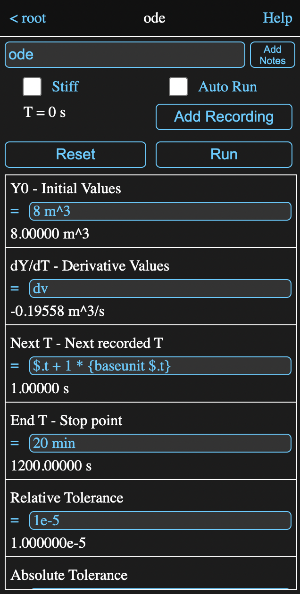 < root ode Help
ode Add Notes
Stiff Auto Run
T = 0 s Add Recording
Reset Run
Y0 - Initial Values
= 8 m^3
8.00000 m^3
dY/dT - Derivative Values
= dv
-0.19558 m^3/s
Next T - Next recorded T
= $.t + 1 * {baseunit $.t}
1.00000 s
End T - Stop point
= 20 min
1200.00000 s
Relative Tolerance
= 1e-5
1.000000e-5
Absolute Tolerance